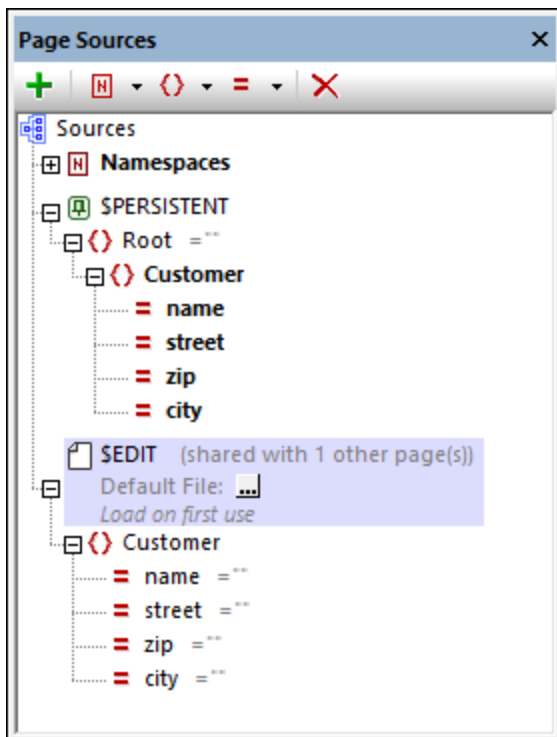 Page Sources
N
Sources
N Namespaces
$PERSISTENT
{} Root =""
{} Customer
= name
= street
= zip
= city
$EDIT (shared with 1 other page(s))
Default File: ...
Load on first use
{} Customer
= name =""
= street =""
= zip =""
= city =""